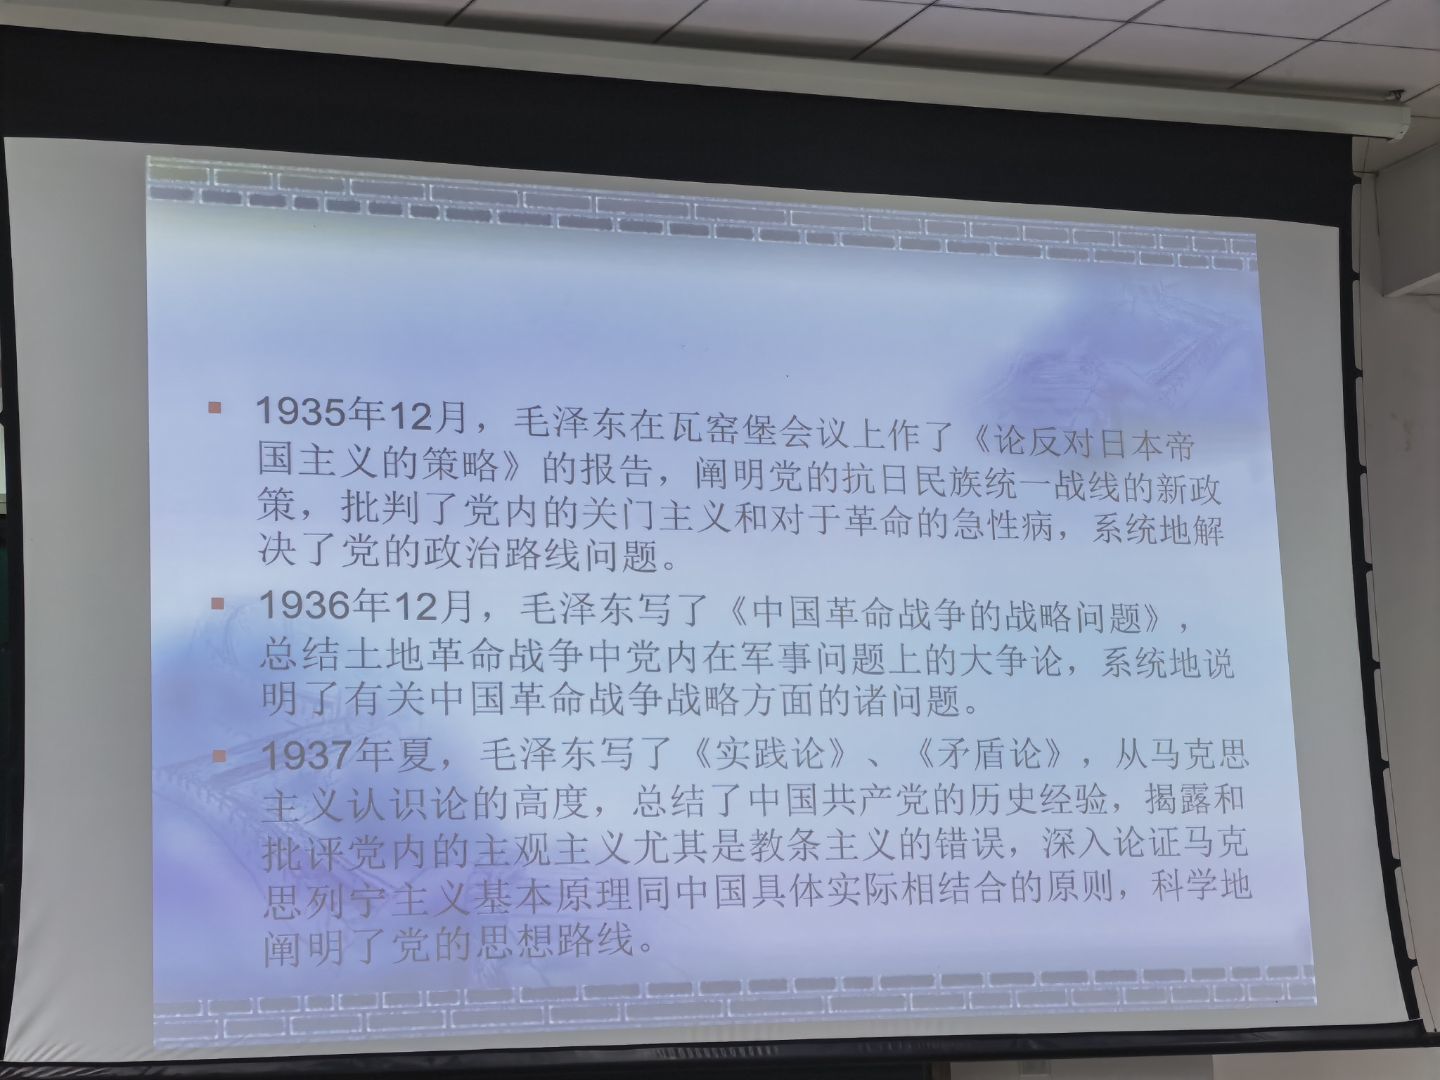 1935年12月，毛泽东在瓦窑堡会议上作了《论反对日本帝
国主义的策略》的报告，阐明党的抗日民族统一战线的新政
策，批判了党内的关门主义和对于革命的急性病，系统地解
决了党的政治路线问题。
1936年12月，毛泽东写了《中国革命战争的战略问题》，
总结土地革命战争中党内在军事问题上的大争论，系统地说
明了有关中国革命战争战略方面的诸问题。
1937年夏，毛泽东写了《实践论》、《矛盾论》，从马克思
主义认识论的高度，总结了中国共产党的历史经验，揭露和
批评党内的主观主义尤其是教条主义的错误，深入论证马克
思列宁主义基本原理同中国具体实际相结合的原则，科学地
阐明了党的思想路线。